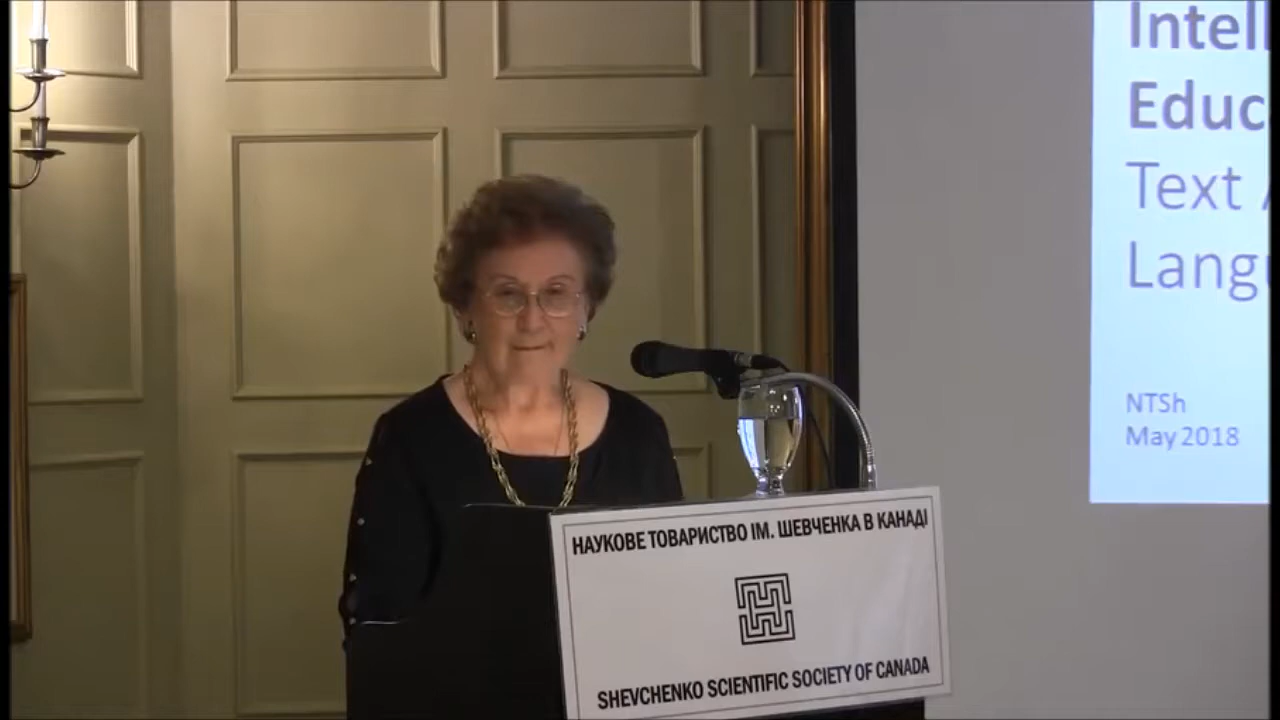 Intell
Educ
Text
Langu
NTSh
May 2018
НАУКОВЕ ТОВАРИСТВО ІМ. ШЕВЧЕНКА В КАНАДІ
SHEVCHENKO SCIENTIFIC SOCIETY OF CANADA